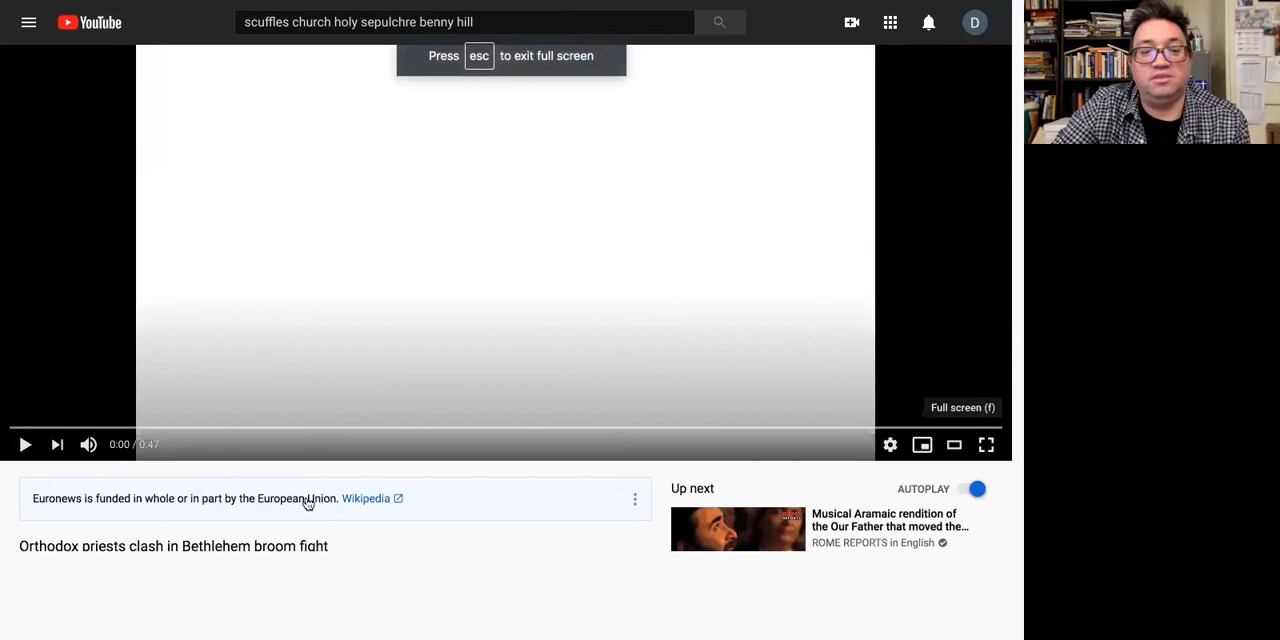 YouTube
scuffles church holy sepulchre benny hill
D
Press esc to exit full screen
Full screen (f)
0:00 / 0:47
Euronews is funded in whole or in part by the European Union. Wikipedia
Up next
AUTOPLAY
Musical Aramaic rendition of
the Our Father that moved the...
ROME REPORTS in English
Orthodox priests clash in Bethlehem broom fight